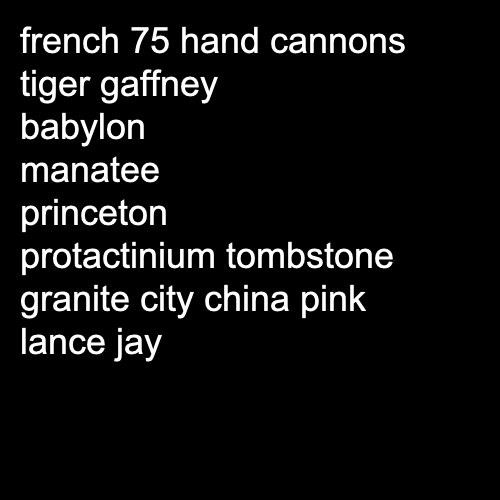 french 75 hand cannons
tiger gaffney
babylon
manatee
princeton
protactinium tombstone
granite city china pink
lance jay